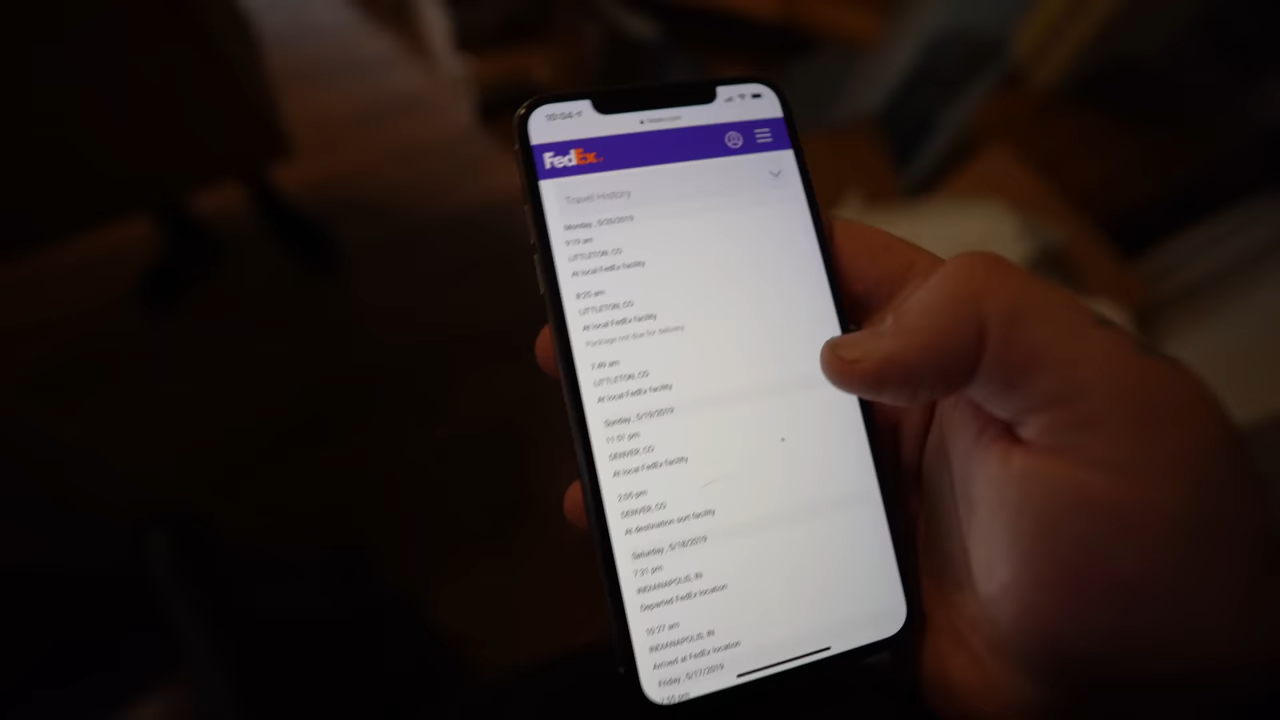 10:04
fedex.com
FedEx
Travel History
Monday , 5/20/2019
9:19 am
LITTLETON, CO
At local FedEx facility
8:20 am
LITTLETON, CO
At local FedEx facility
Package not due for delivery
7:49 am
LITTLETON, CO
At local FedEx facility
Sunday , 5/19/2019
11:01 pm
DENVER, CO
At local FedEx facility
2:05 pm
DENVER, CO
At destination sort facility
Saturday , 5/18/2019
7:31 pm
INDIANAPOLIS, IN
Departed FedEx location
10:27 am
INDIANAPOLIS, IN
Arrived at FedEx location
Friday , 5/17/2019